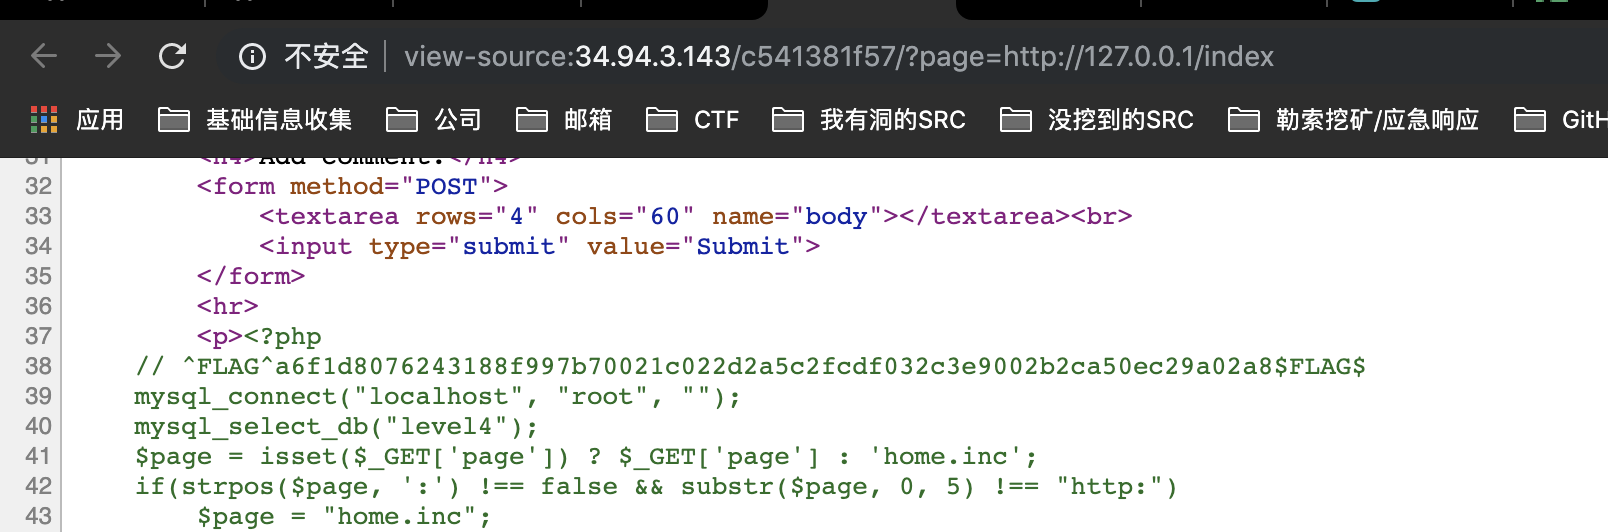 不安全 view-source:34.94.3.143/c541381f57/?page=http://127.0.0.1/index
应用 基础信息收集 公司 邮箱 CTF 我有洞的SRC 没挖到的SRC 勒索挖矿/应急响应 GitH
31 <h4>Add comment:</h4>
32 <form method="POST">
33 <textarea rows="4" cols="60" name="body"></textarea><br>
34 <input type="submit" value="Submit">
35 </form>
36 <hr>
37 <p><?php
38 // ^FLAG^a6f1d8076243188f997b70021c022d2a5c2fcdf032c3e9002b2ca50ec29a02a8$FLAG$
39 mysql_connect("localhost", "root", "");
40 mysql_select_db("level4");
41 $page = isset($_GET['page']) ? $_GET['page'] : 'home.inc';
42 if(strpos($page, ':') !== false && substr($page, 0, 5) !== "http:")
43 $page = "home.inc";